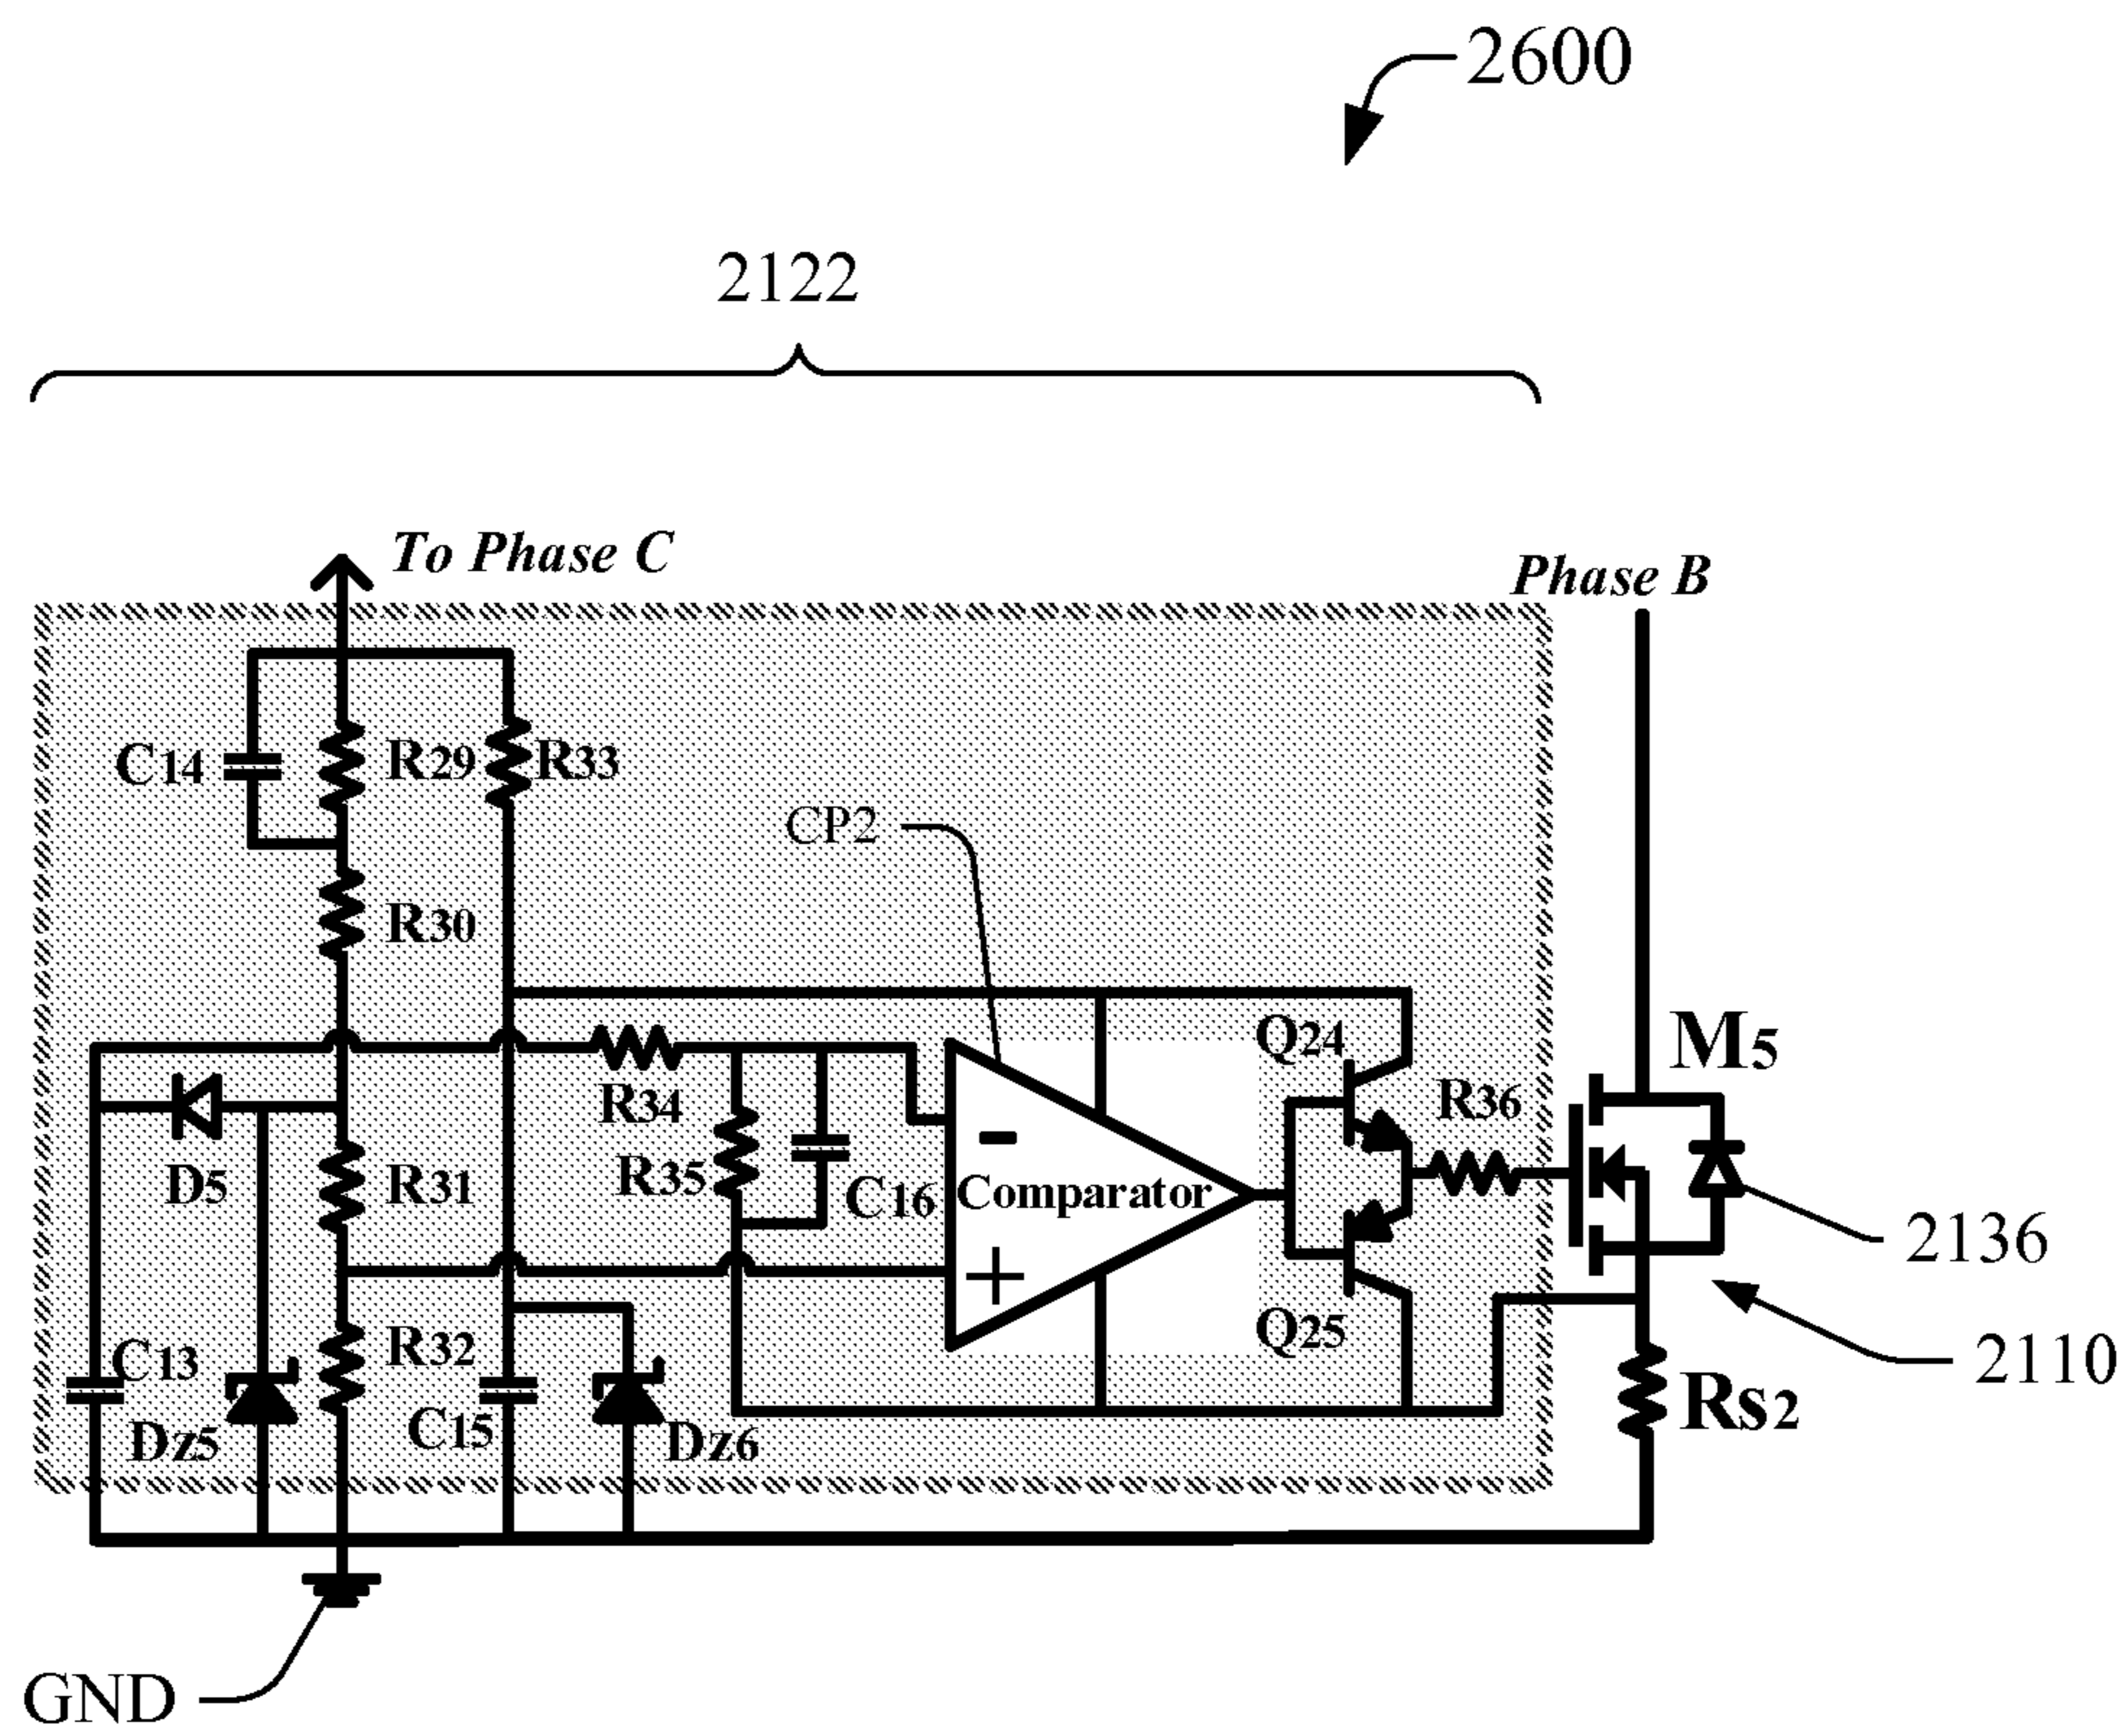 2600
2122
To Phase C
Phase B
C14
R29
R33
CP2
R30
M5
Q24
R36
R34
D5
R31
R35
C16
-
Comparator
+
2136
Q25
2110
C13
R32
Rs2
Dz5
C15
Dz6
GND